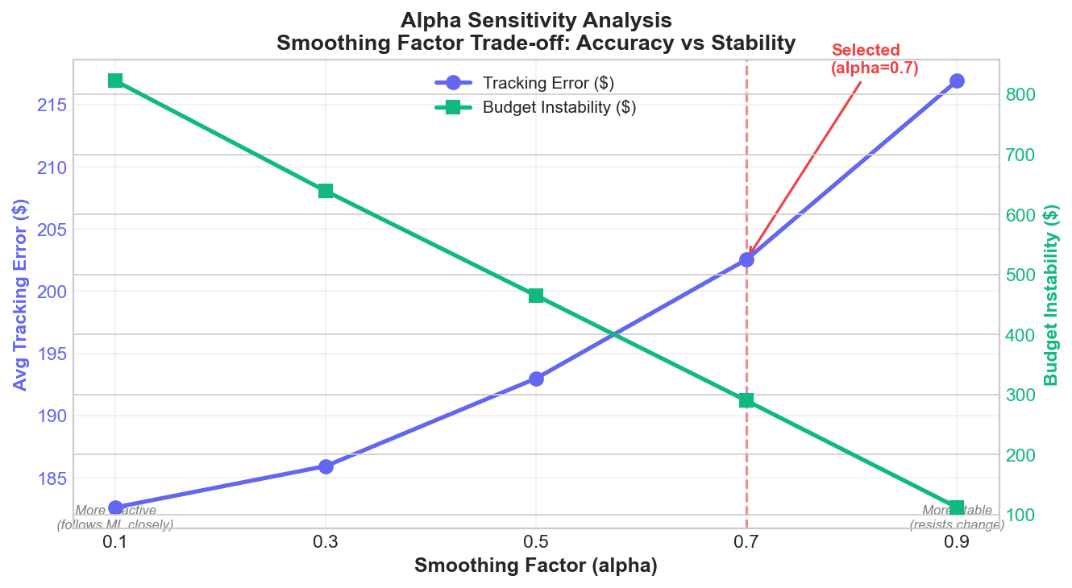 Alpha Sensitivity Analysis
Smoothing Factor Trade-off: Accuracy vs Stability
Selected
(alpha=0.7)
Tracking Error ($)
Budget Instability ($)
Avg Tracking Error ($)
215
210
205
200
195
190
185
800
700
600
500
400
300
200
100
Budget Instability ($)
More
(follows ML closely)
More
(resists change)
0.1
0.3
0.5
0.7
0.9
Smoothing Factor (alpha)